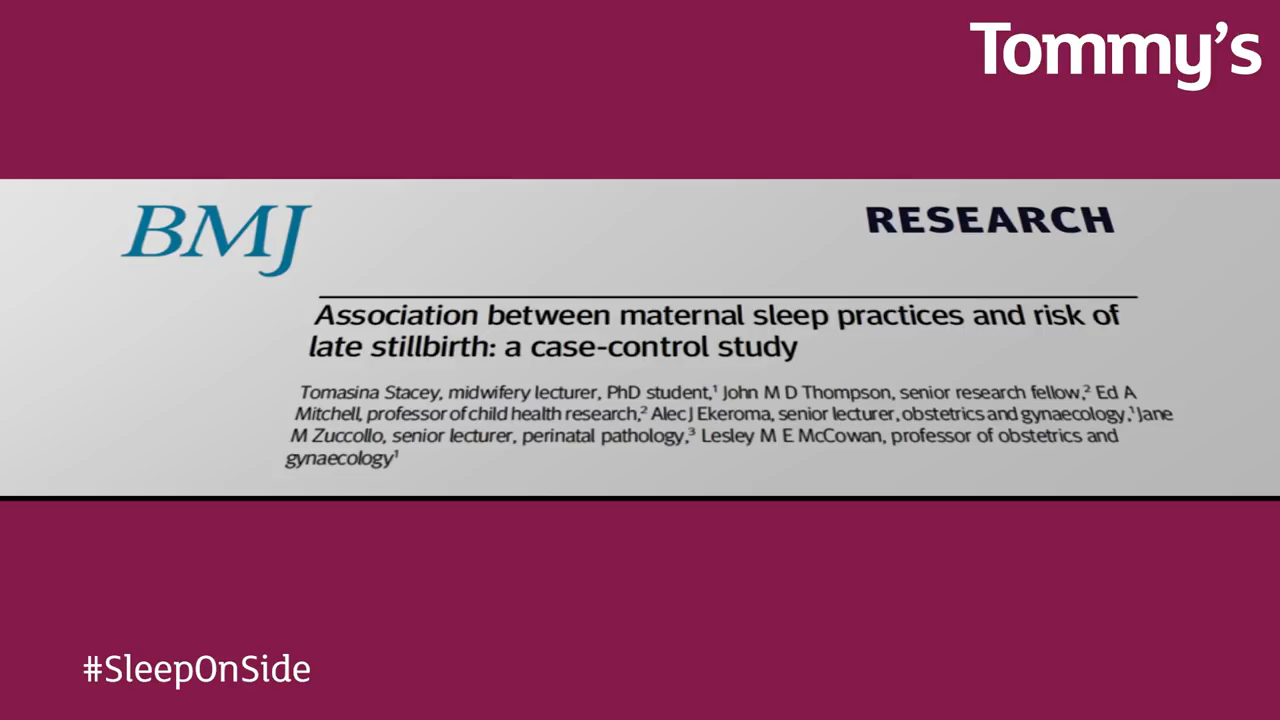 Tommy's
BMJ
RESEARCH
Association between maternal sleep practices and risk of
late stillbirth: a case-control study
Tomasina Stacey, midwifery lecturer, PhD student,¹ John M D Thompson, senior research fellow,² Ed A
Mitchell, professor of child health research,² Alec J Ekeroma, senior lecturer, obstetrics and gynaecology,¹ Jane
M Zuccollo, senior lecturer, perinatal pathology,³ Lesley M E McCowan, professor of obstetrics and
gynaecology¹
#SleepOnSide